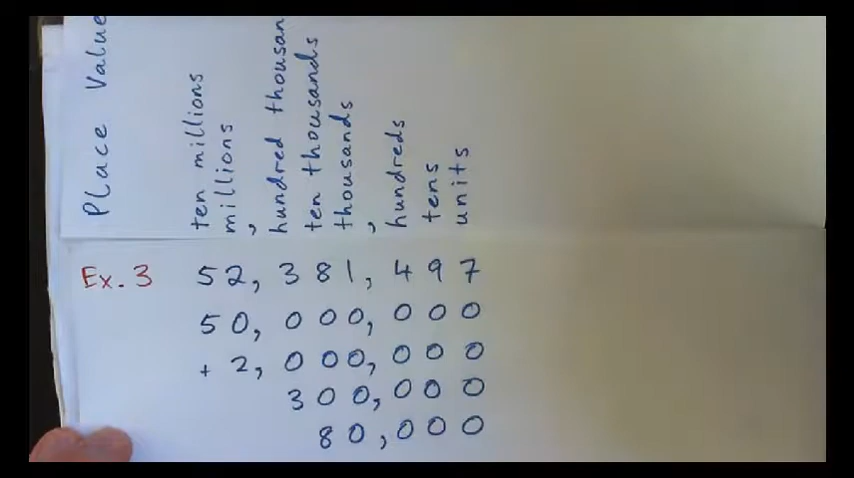 Place Value
ten millions
millions
,
hundred thousan
ten thousands
thousands
,
hundreds
tens
units
Ex. 3 52, 381, 497
50, 000, 000
+ 2, 000, 000
300, 000
80, 000